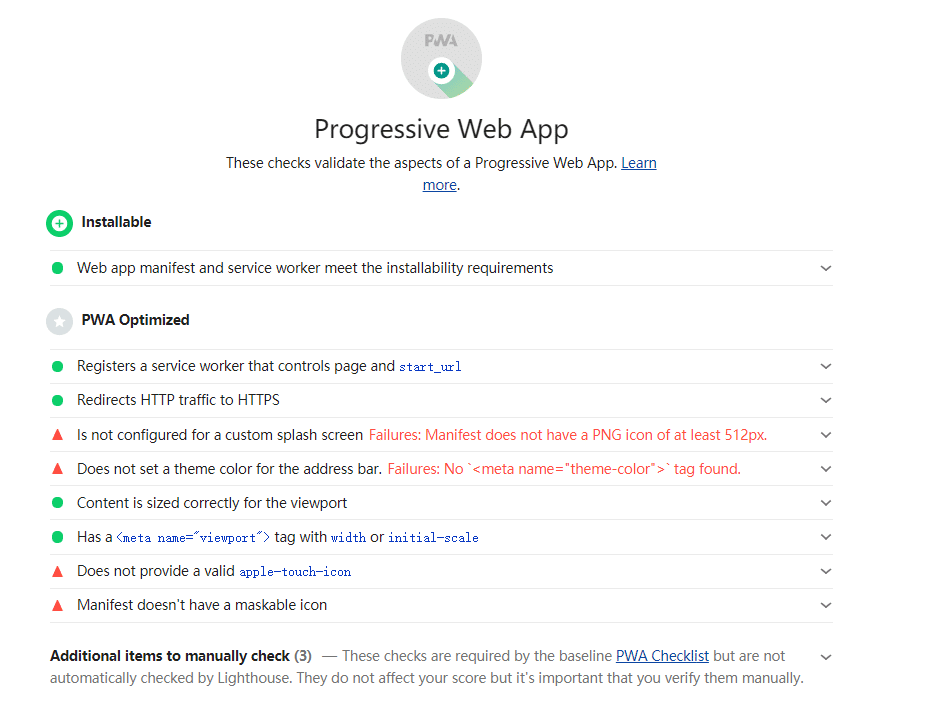 PWA
Progressive Web App
These checks validate the aspects of a Progressive Web App. Learn
more.
Installable
Web app manifest and service worker meet the installability requirements
PWA Optimized
Registers a service worker that controls page and start_url
Redirects HTTP traffic to HTTPS
Is not configured for a custom splash screen Failures: Manifest does not have a PNG icon of at least 512px.
Does not set a theme color for the address bar. Failures: No `<meta name="theme-color">` tag found.
Content is sized correctly for the viewport
Has a <meta name="viewport"> tag with width or initial-scale
Does not provide a valid apple-touch-icon
Manifest doesn't have a maskable icon
Additional items to manually check (3) — These checks are required by the baseline PWA Checklist but are not
automatically checked by Lighthouse. They do not affect your score but it's important that you verify them manually.